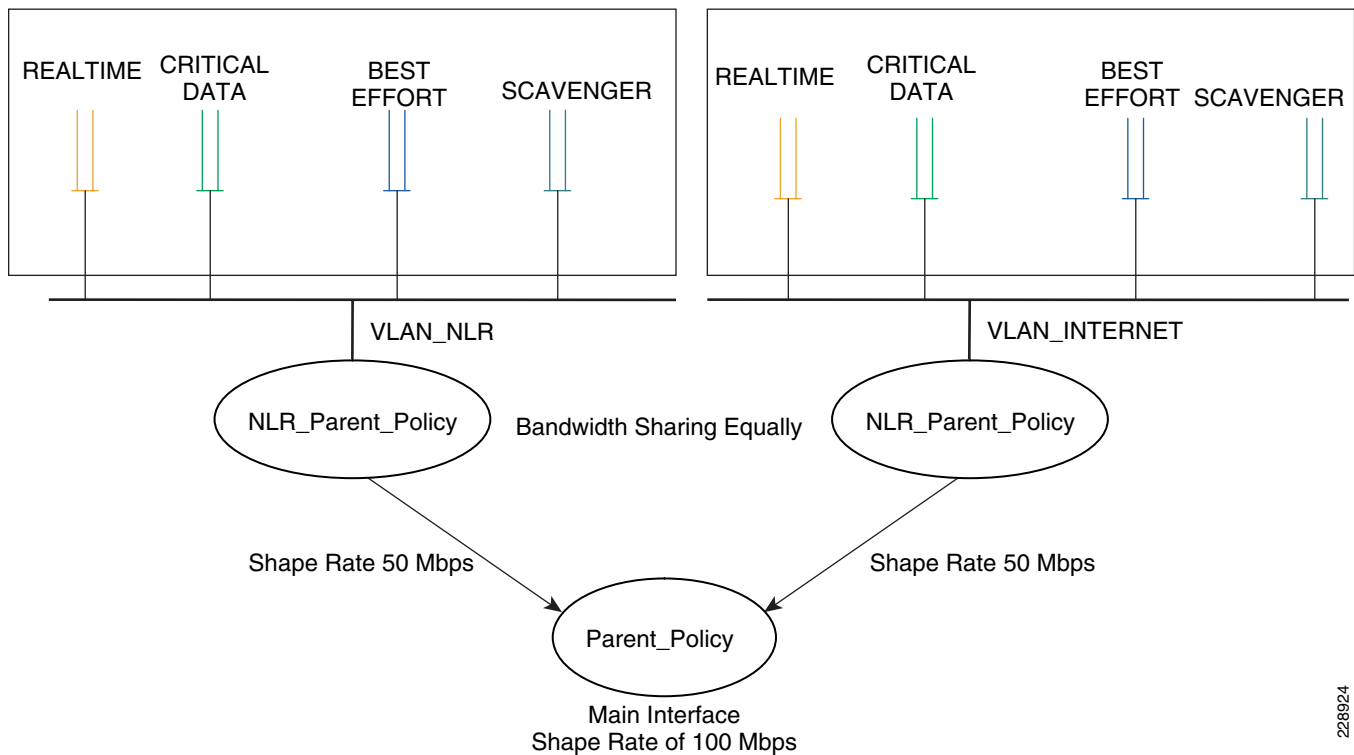 REALTIME
CRITICAL
DATA
BEST
EFFORT
SCAVENGER
REALTIME
CRITICAL
DATA
BEST
EFFORT
SCAVENGER
VLAN_NLR
VLAN_INTERNET
NLR_Parent_Policy
Bandwidth Sharing Equally
NLR_Parent_Policy
Shape Rate 50 Mbps
Shape Rate 50 Mbps
Parent_Policy
Main Interface
Shape Rate of 100 Mbps
228924